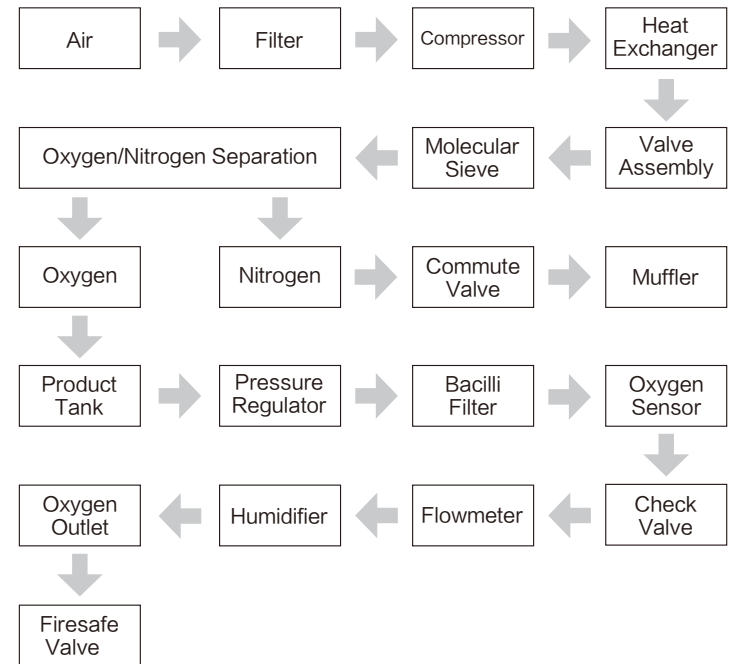 Air
Filter
Compressor
Heat
Exchanger
Oxygen/Nitrogen Separation
Molecular
Sieve
Valve
Assembly
Oxygen
Nitrogen
Commute
Valve
Muffler
Product
Tank
Pressure
Regulator
Bacilli
Filter
Oxygen
Sensor
Oxygen
Outlet
Humidifier
Flowmeter
Check
Valve
Firesafe
Valve